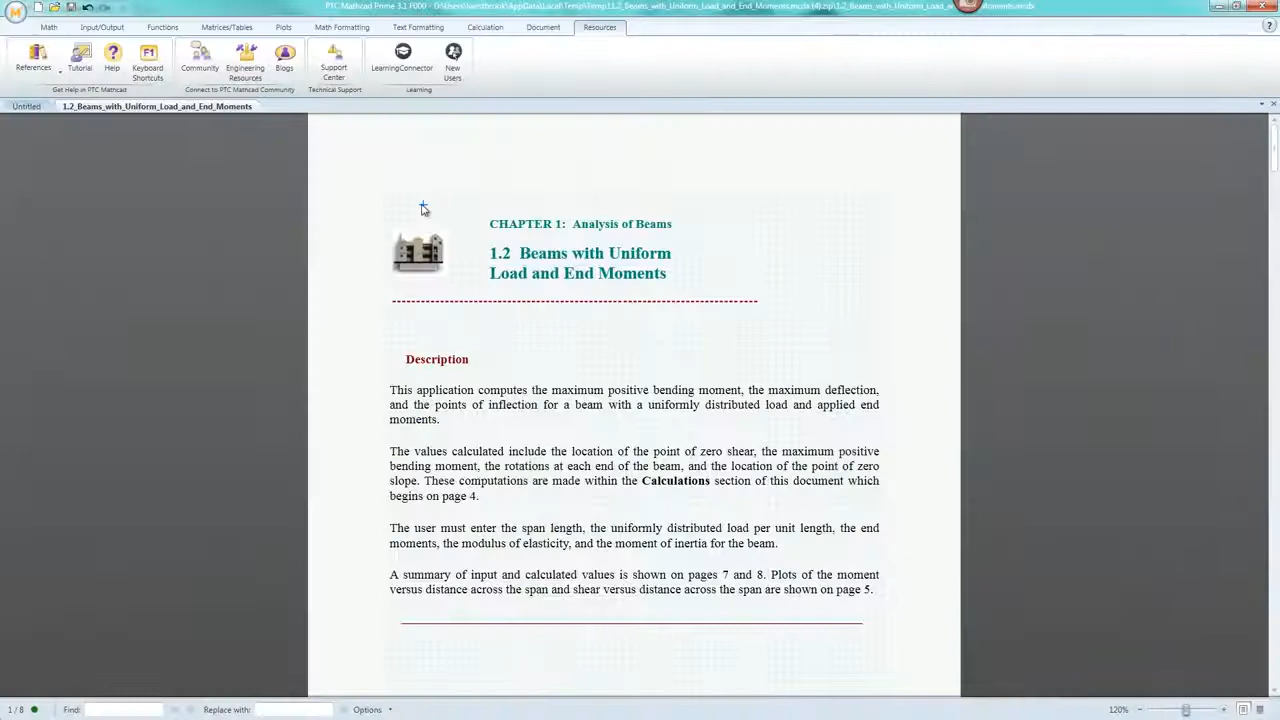 PTC Mathcad Prime 3.1 F000 -
Math Input/Output Functions Matrices/Tables Plots Math Formatting Text Formatting Calculation Document Resources
References Tutorial Help Keyboard Shortcuts Community Engineering Resources Blogs Support Center LearningConnector New Users
Get Help in PTC Mathcad Connect to PTC Mathcad Community Technical Support Learning
Untitled 1.2_Beams_with_Uniform_Load_and_End_Moments
CHAPTER 1: Analysis of Beams
1.2 Beams with Uniform
Load and End Moments
Description
This application computes the maximum positive bending moment, the maximum deflection,
and the points of inflection for a beam with a uniformly distributed load and applied end
moments.
The values calculated include the location of the point of zero shear, the maximum positive
bending moment, the rotations at each end of the beam, and the location of the point of zero
slope. These computations are made within the Calculations section of this document which
begins on page 4.
The user must enter the span length, the uniformly distributed load per unit length, the end
moments, the modulus of elasticity, and the moment of inertia for the beam.
A summary of input and calculated values is shown on pages 7 and 8. Plots of the moment
versus distance across the span and shear versus distance across the span are shown on page 5.
1 / 8 Find: Replace with: Options 120%